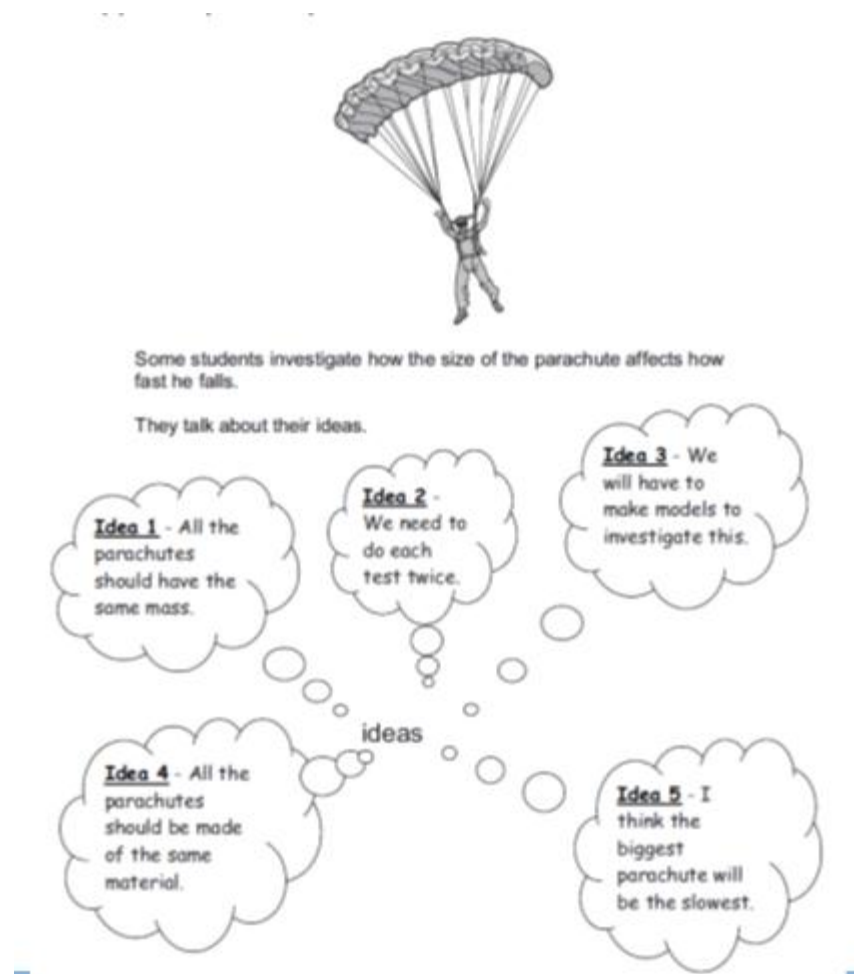 Some students investigate how the size of the parachute affects how
fast he falls.
They talk about their ideas.
Idea 1 - All the
parachutes
should have the
same mass.
Idea 2 -
We need to
do each
test twice.
Idea 3 - We
will have to
make models to
investigate this.
ideas
Idea 4 - All the
parachutes
should be made
of the same
material.
Idea 5 - I
think the
biggest
parachute will
be the slowest.